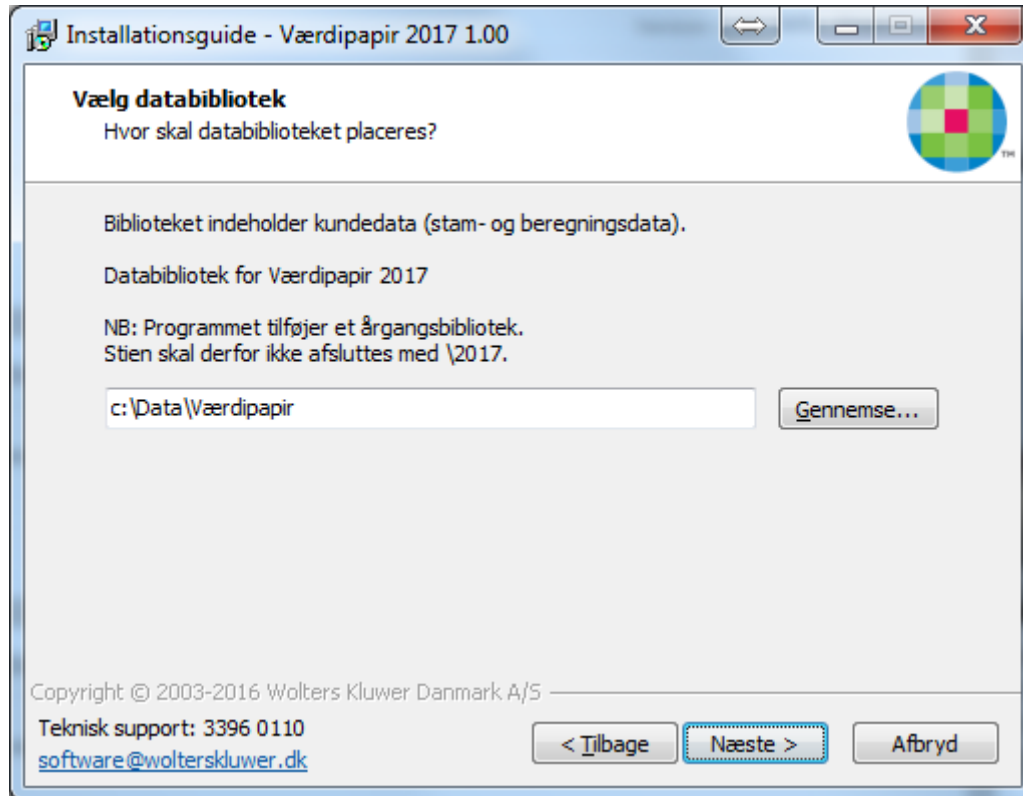 Installationsguide - Værdipapir 2017 1.00
Vælg databibliotek
Hvor skal databiblioteket placeres?
TM
Biblioteket indeholder kundedata (stam- og beregningsdata).
Databibliotek for Værdipapir 2017
NB: Programmet tilføjer et årgangsbibliotek.
Stien skal derfor ikke afsluttes med \2017.
c:\Data\Værdipapir
Gennemse...
Copyright © 2003-2016 Wolters Kluwer Danmark A/S
Teknisk support: 3396 0110
software@wolterskluwer.dk
< Tilbage
Næste >
Afbryd